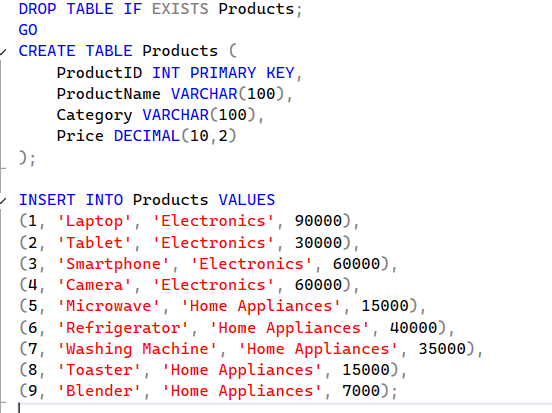 DROP TABLE IF EXISTS Products;
GO
CREATE TABLE Products (
    ProductID INT PRIMARY KEY,
    ProductName VARCHAR(100),
    Category VARCHAR(100),
    Price DECIMAL(10,2)
);

INSERT INTO Products VALUES
(1, 'Laptop', 'Electronics', 90000),
(2, 'Tablet', 'Electronics', 30000),
(3, 'Smartphone', 'Electronics', 60000),
(4, 'Camera', 'Electronics', 60000),
(5, 'Microwave', 'Home Appliances', 15000),
(6, 'Refrigerator', 'Home Appliances', 40000),
(7, 'Washing Machine', 'Home Appliances', 35000),
(8, 'Toaster', 'Home Appliances', 15000),
(9, 'Blender', 'Home Appliances', 7000);